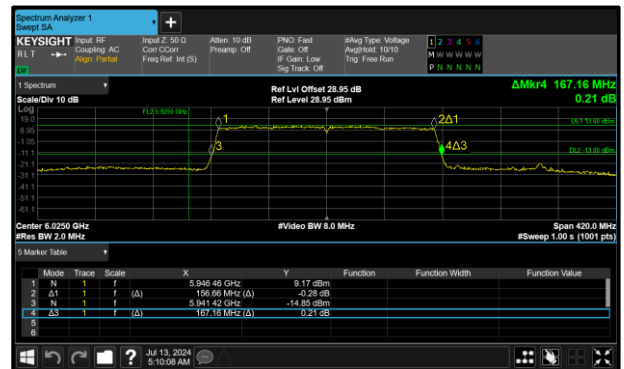 Spectrum Analyzer 1
Swept SA
+
KEYSIGHT Input: RF Input Z: 50 Ω Atten: 10 dB PNO: Fast #Avg Type: Voltage 1 2 3 4 5 6
RLT Coupling: AC Corr CCorr Preamp: Off Gate: Off Avg|Hold: 10/10 M W W W W W
Align: Partial Freq Ref: Int (S) IF Gain: Low Trig: Free Run
Sig Track: Off P N N N N N
1 Spectrum
Scale/Div 10 dB
Ref Lvl Offset 28.95 dB
Ref Level 28.95 dBm
ΔMkr4 167.16 MHz
0.21 dB
Log
19.0
8.95
-1.05
-11.1
-21.1
-31.1
-41.1
-51.1
-61.1
FL2 5.9250 GHz
1
2Δ1
3
4Δ3
DL1 13.00 dBm
DL2 -13.00 dBm
Center 6.0250 GHz #Video BW 8.0 MHz Span 420.0 MHz
#Res BW 2.0 MHz #Sweep 1.00 s (1001 pts)
5 Marker Table
Mode Trace Scale X Y Function Function Width Function Value
1 N 1 f 5.946 46 GHz 9.17 dBm
2 Δ1 1 f (Δ) 156.66 MHz (Δ) -0.28 dB
3 N 1 f 5.941 42 GHz -14.85 dBm
4 Δ3 1 f (Δ) 167.16 MHz (Δ) 0.21 dB
5
6
? Jul 13, 2024
5:10:08 AM